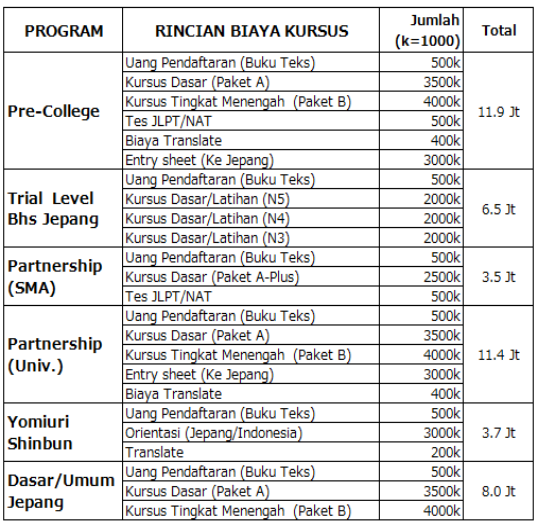 PROGRAM RINCIAN BIAYA KURSUS Jumlah (k=1000) Total
Pre-College
Uang Pendaftaran (Buku Teks) 500k
Kursus Dasar (Paket A) 3500k
Kursus Tingkat Menengah (Paket B) 4000k
Tes JLPT/NAT 500k
Biaya Translate 400k
Entry sheet (Ke Jepang) 3000k
11.9 Jt
Trial Level
Bhs Jepang
Uang Pendaftaran (Buku Teks) 500k
Kursus Dasar/Latihan (N5) 2000k
Kursus Dasar/Latihan (N4) 2000k
Kursus Dasar/Latihan (N3) 2000k
6.5 Jt
Partnership
(SMA)
Uang Pendaftaran (Buku Teks) 500k
Kursus Dasar (Paket A-Plus) 2500k
Tes JLPT/NAT 500k
3.5 Jt
Partnership
(Univ.)
Uang Pendaftaran (Buku Teks) 500k
Kursus Dasar (Paket A) 3500k
Kursus Tingkat Menengah (Paket B) 4000k
Entry sheet (Ke Jepang) 3000k
Biaya Translate 400k
11.4 Jt
Yomiuri
Shinbun
Uang Pendaftaran (Buku Teks) 500k
Orientasi (Jepang/Indonesia) 3000k
Translate 200k
3.7 Jt
Dasar/Umum
Jepang
Uang Pendaftaran (Buku Teks) 500k
Kursus Dasar (Paket A) 3500k
Kursus Tingkat Menengah (Paket B) 4000k
8.0 Jt